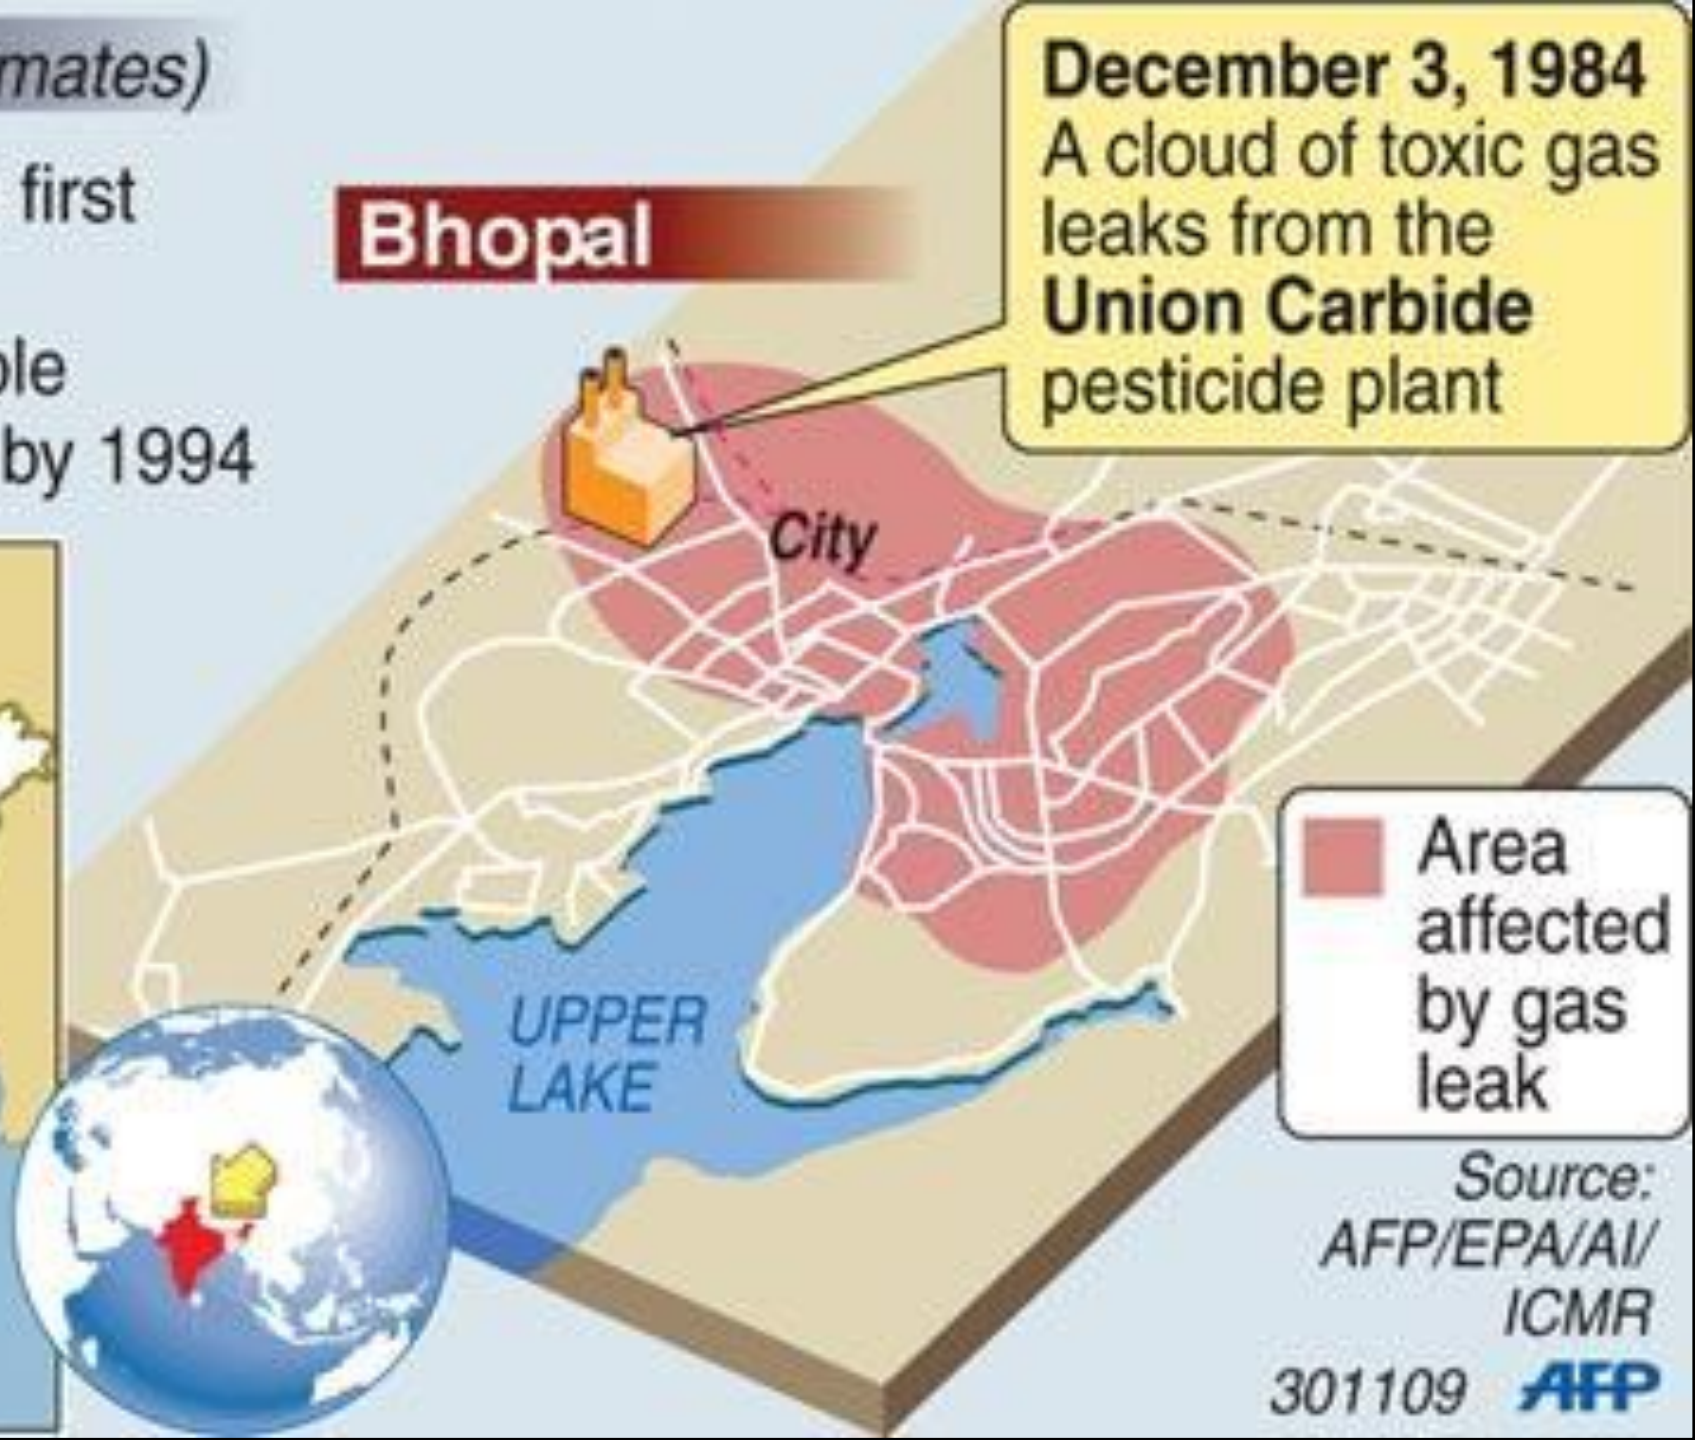 mates)
first
ple
by 1994
Bhopal
December 3, 1984
A cloud of toxic gas
leaks from the
Union Carbide
pesticide plant
City
UPPER
LAKE
Area
affected
by gas
leak
Source:
AFP/EPA/AI/
ICMR
301109 AFP